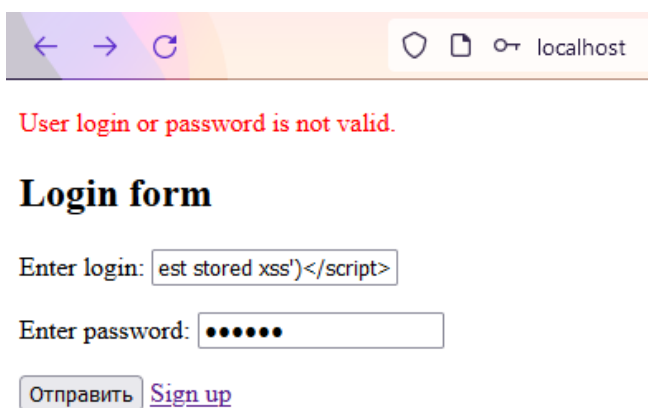 localhost
User login or password is not valid.
Login form
Enter login: est stored xss')</script>
Enter password: ••••••
Отправить Sign up